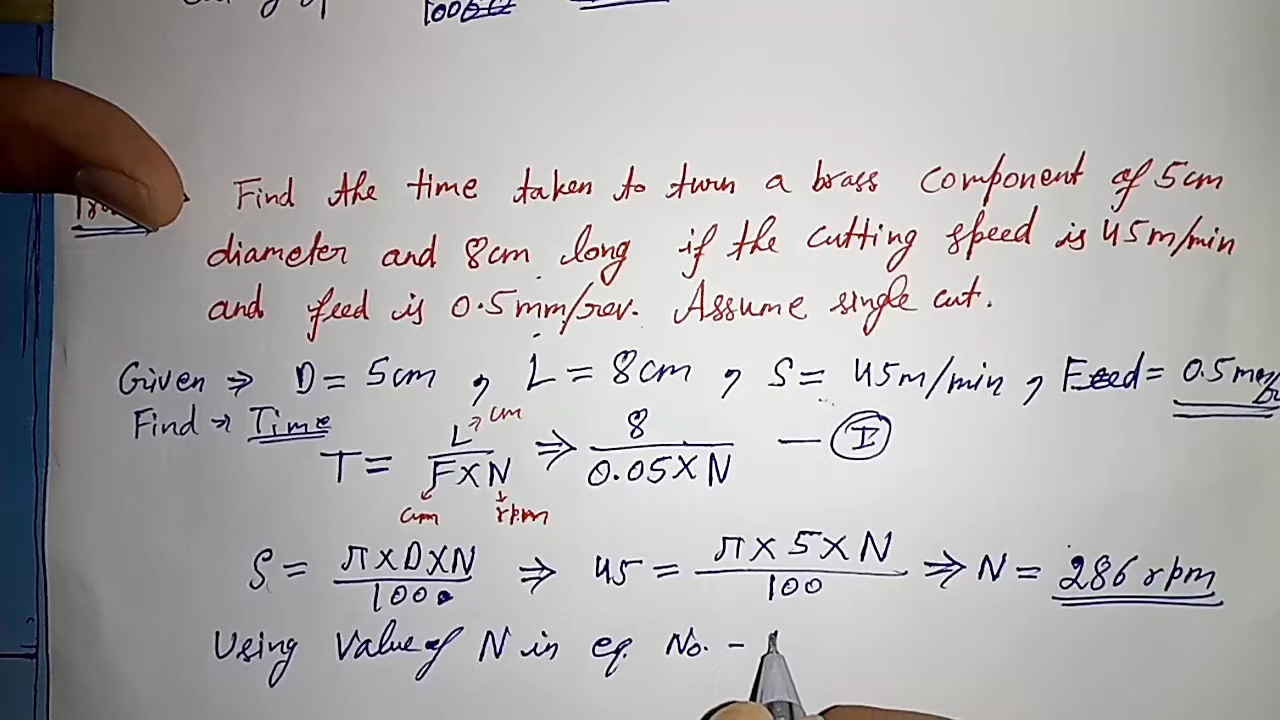 Find the time taken to turn a brass component of 5cm
diameter and 8cm long if the cutting speed is 45m/min
and feed is 0.5mm/rev. Assume single cut.
Given ⇒ D = 5cm , L = 8cm , S = 45m/min , Feed = 0.5mm/
Find → Time
T = L→cm / F×N ⇒ 8 / 0.05×N — Ⓘ
cm rpm
S = π×D×N / 100 ⇒ 45 = π×5×N / 100 ⇒ N = 286 rpm
Using Value of N in eq. No. -